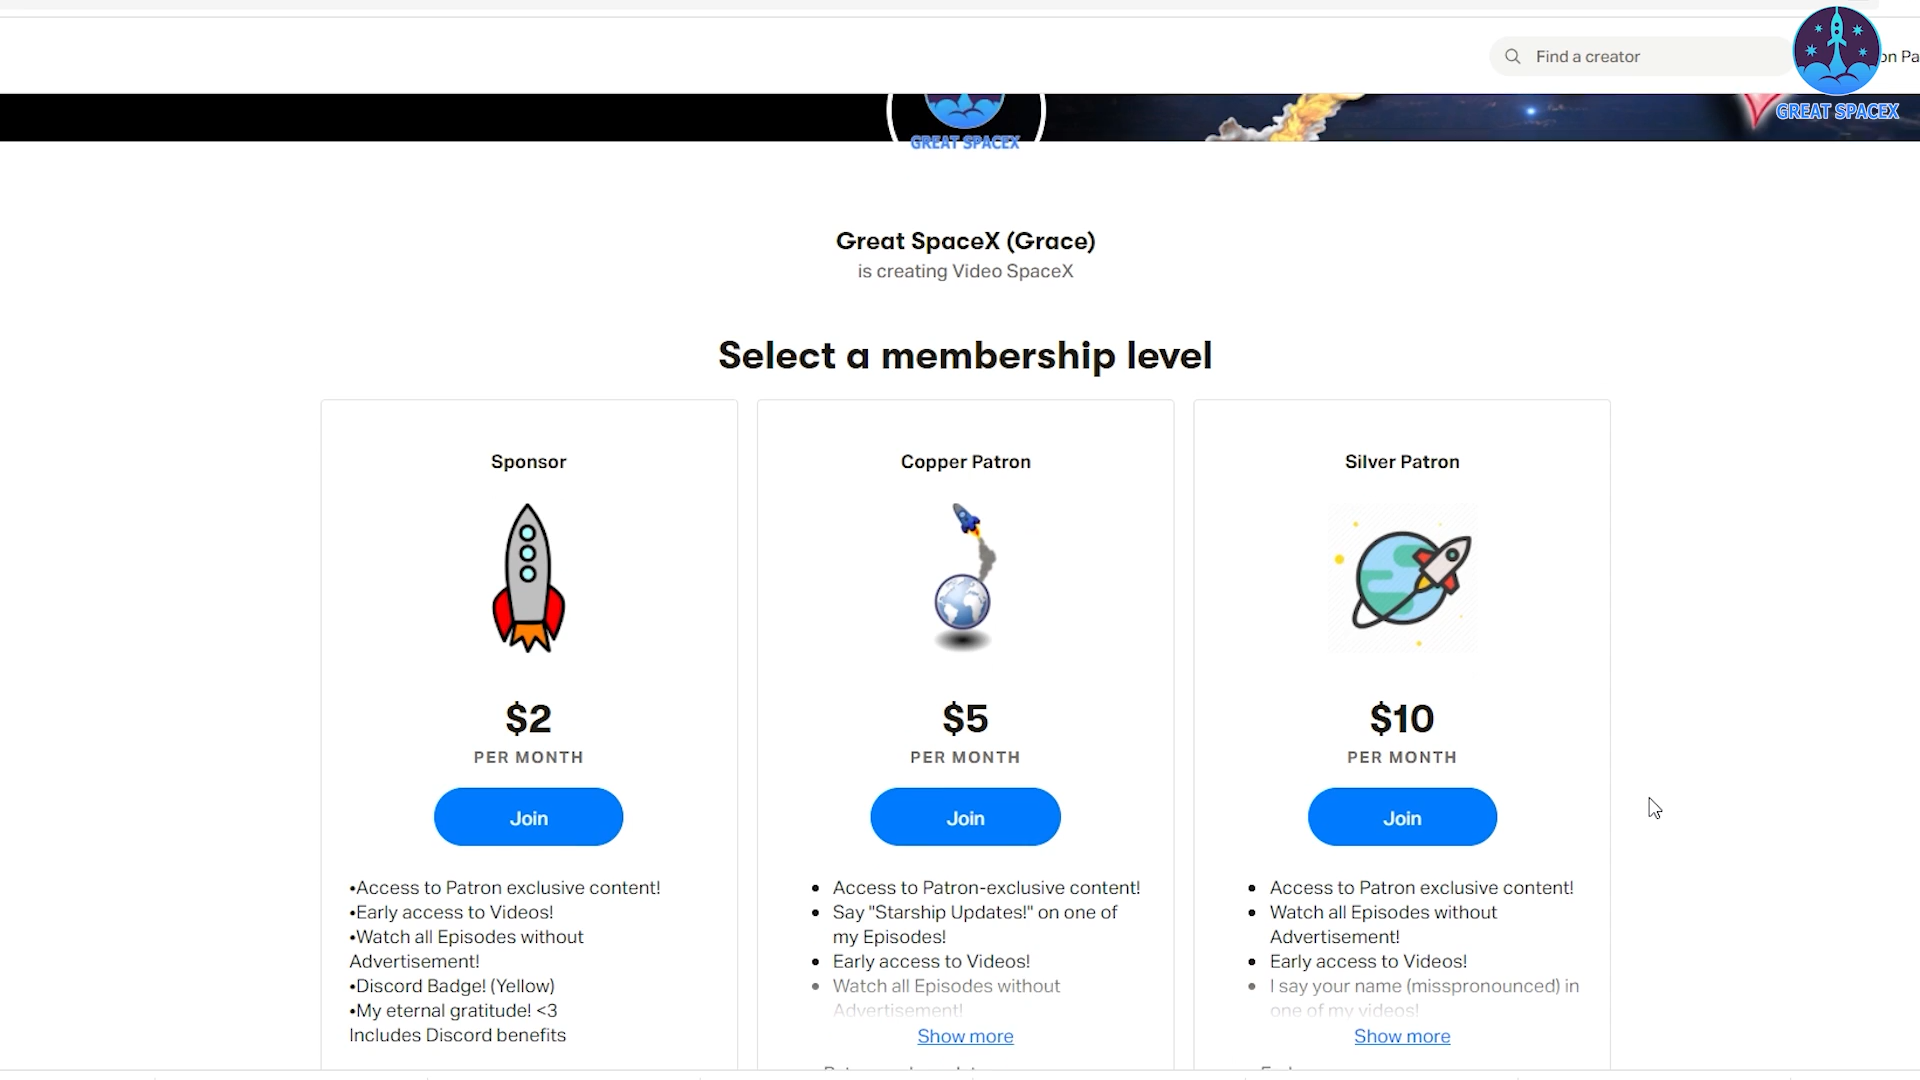 Find a creator
on Pa
GREAT SPACEX
GREAT SPACEX
Great SpaceX (Grace)
is creating Video SpaceX
Select a membership level
Sponsor
$2
PER MONTH
Join
•Access to Patron exclusive content!
•Early access to Videos!
•Watch all Episodes without
Advertisement!
•Discord Badge! (Yellow)
•My eternal gratitude! <3
Includes Discord benefits
Copper Patron
$5
PER MONTH
Join
• Access to Patron-exclusive content!
• Say "Starship Updates!" on one of
my Episodes!
• Early access to Videos!
• Watch all Episodes without
Advertisement!
Show more
Silver Patron
$10
PER MONTH
Join
• Access to Patron exclusive content!
• Watch all Episodes without
Advertisement!
• Early access to Videos!
• I say your name (misspronounced) in
one of my videos!
Show more